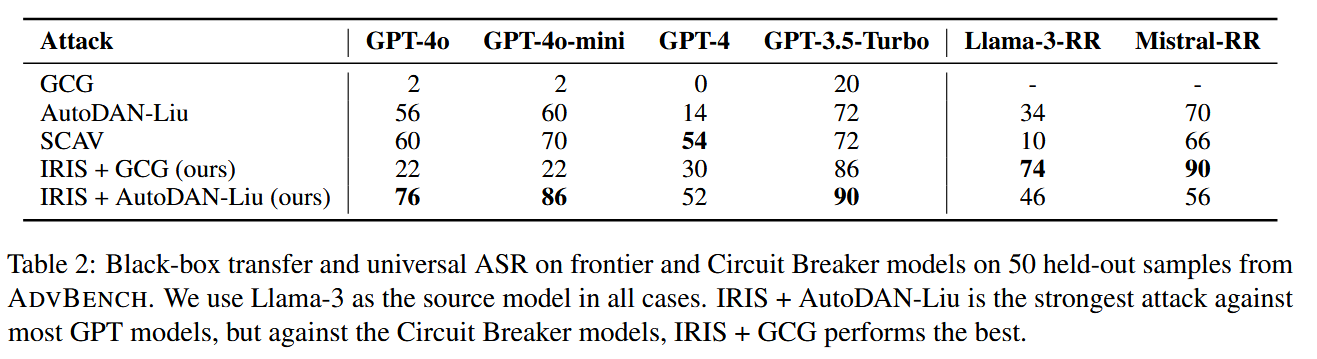 Attack GPT-4o GPT-4o-mini GPT-4 GPT-3.5-Turbo Llama-3-RR Mistral-RR
GCG 2 2 0 20 - -
AutoDAN-Liu 56 60 14 72 34 70
SCAV 60 70 54 72 10 66
IRIS + GCG (ours) 22 22 30 86 74 90
IRIS + AutoDAN-Liu (ours) 76 86 52 90 46 56
Table 2: Black-box transfer and universal ASR on frontier and Circuit Breaker models on 50 held-out samples from
ADVBENCH. We use Llama-3 as the source model in all cases. IRIS + AutoDAN-Liu is the strongest attack against
most GPT models, but against the Circuit Breaker models, IRIS + GCG performs the best.